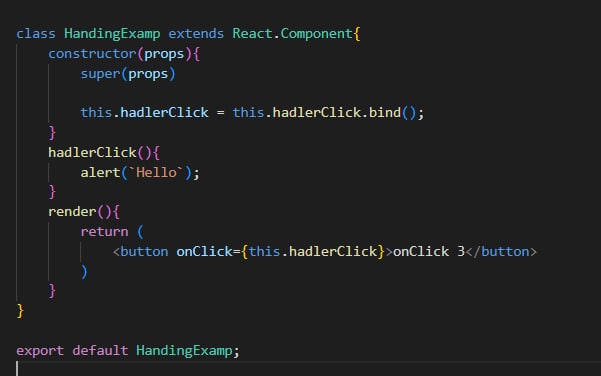 class HandingExamp extends React.Component{
    constructor(props){
        super(props)

        this.hadlerClick = this.hadlerClick.bind();
    }
    hadlerClick(){
        alert(`Hello`);
    }
    render(){
        return (
            <button onClick={this.hadlerClick}>onClick 3</button>
        )
    }
}

export default HandingExamp;